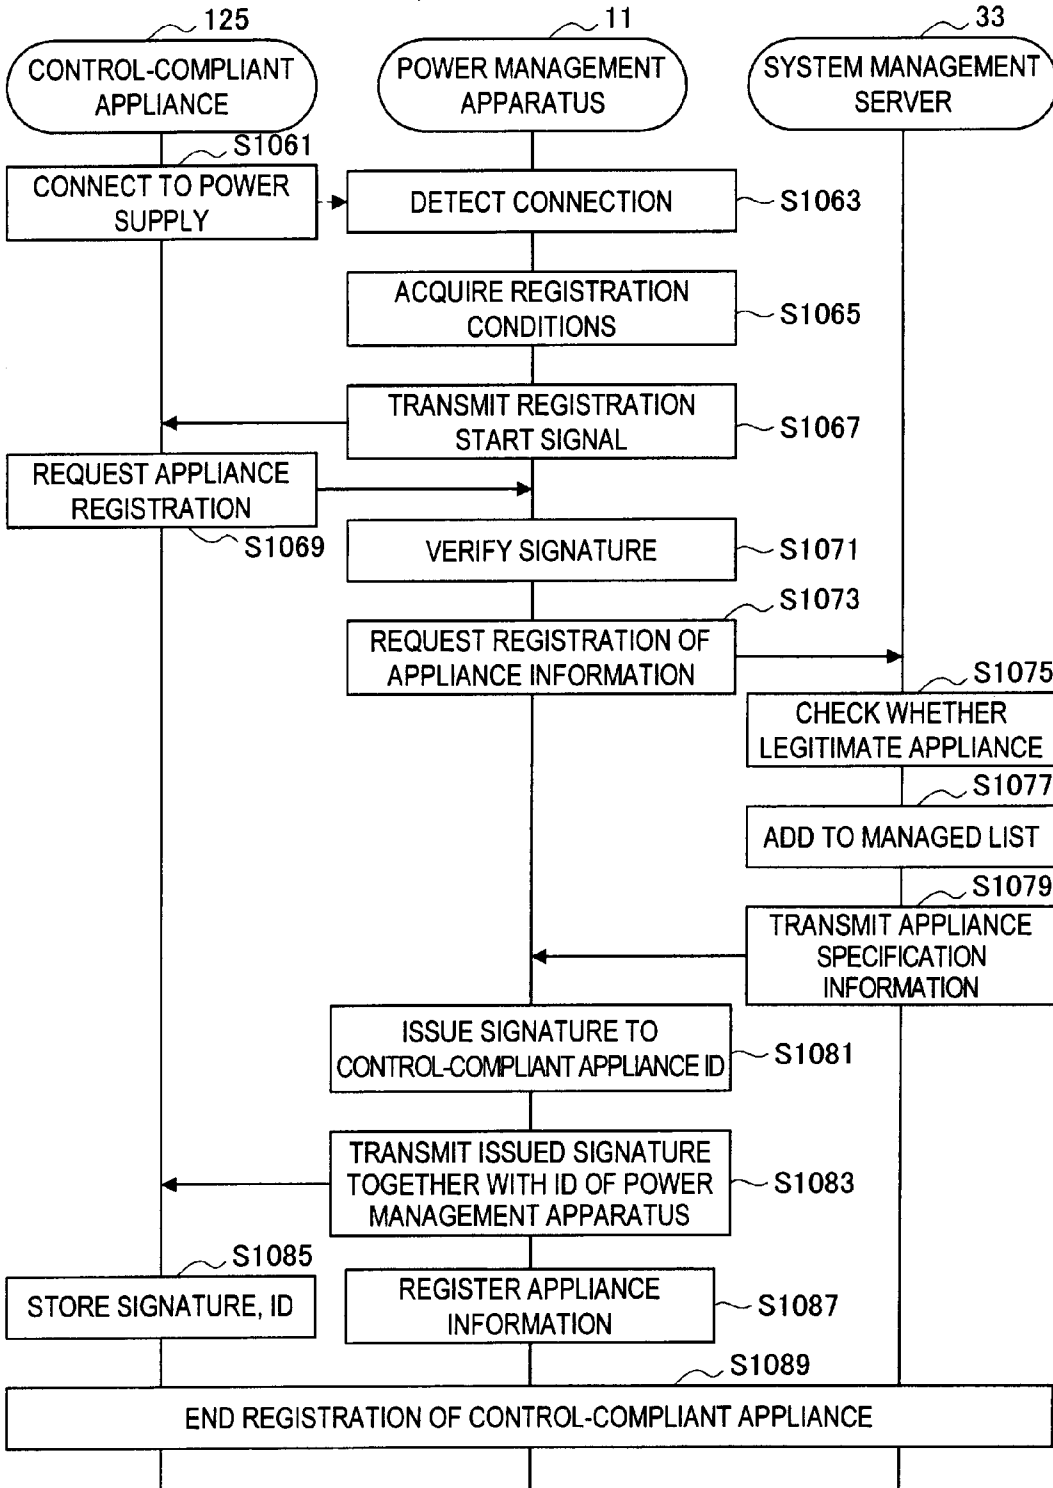 125
11
33
CONTROL-COMPLIANT
APPLIANCE
POWER MANAGEMENT
APPARATUS
SYSTEM MANAGEMENT
SERVER
S1061
CONNECT TO POWER
SUPPLY
DETECT CONNECTION
S1063
ACQUIRE REGISTRATION
CONDITIONS
S1065
TRANSMIT REGISTRATION
START SIGNAL
S1067
REQUEST APPLIANCE
REGISTRATION
S1069
VERIFY SIGNATURE
S1071
S1073
REQUEST REGISTRATION OF
APPLIANCE INFORMATION
S1075
CHECK WHETHER
LEGITIMATE APPLIANCE
S1077
ADD TO MANAGED LIST
S1079
TRANSMIT APPLIANCE
SPECIFICATION
INFORMATION
ISSUE SIGNATURE TO
CONTROL-COMPLIANT APPLIANCE ID
S1081
TRANSMIT ISSUED SIGNATURE
TOGETHER WITH ID OF POWER
MANAGEMENT APPARATUS
S1083
S1085
STORE SIGNATURE, ID
REGISTER APPLIANCE
INFORMATION
S1087
S1089
END REGISTRATION OF CONTROL-COMPLIANT APPLIANCE